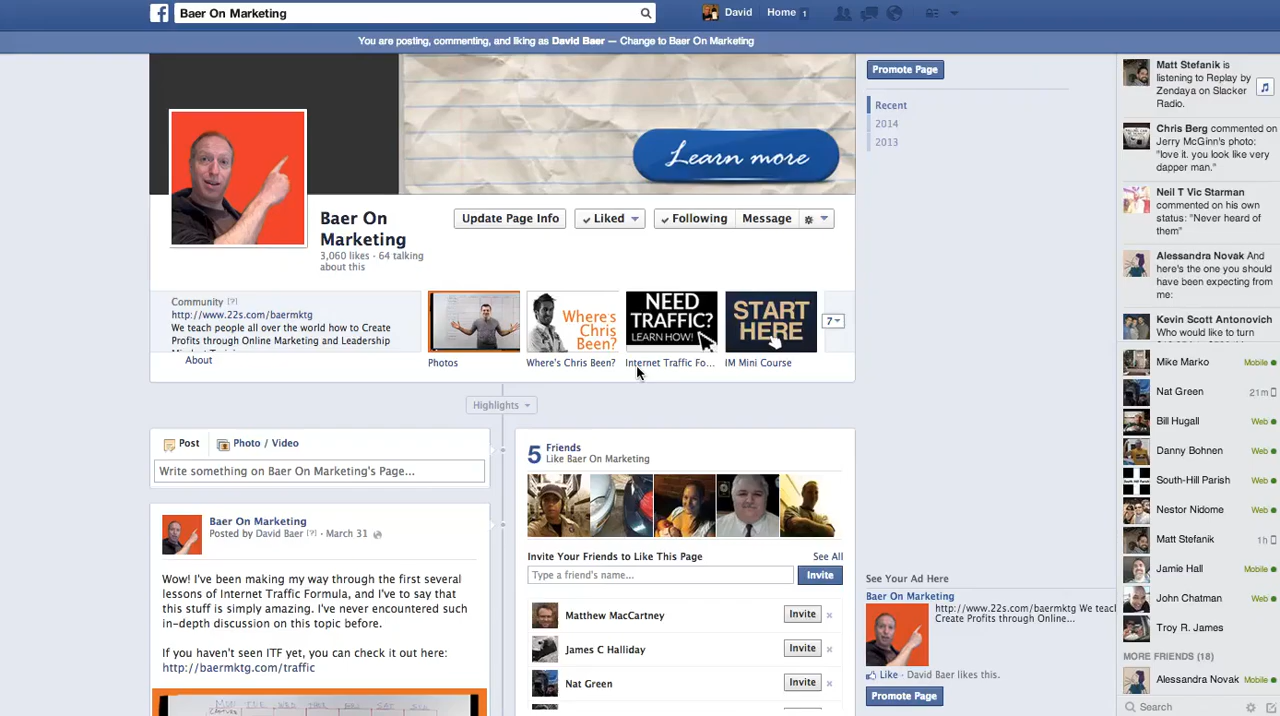 Baer On Marketing
David Home 1
You are posting, commenting, and liking as David Baer — Change to Baer On Marketing
Learn more
Baer On
Marketing
3,060 likes · 64 talking
about this
Update Page Info
Liked
Following
Message
Community [?]
http://www.22s.com/baermktg
We teach people all over the world how to Create
Profits through Online Marketing and Leadership
About
Photos
Where's
Chris
Been?
Where's Chris Been?
NEED
TRAFFIC?
LEARN HOW!
Internet Traffic Fo...
START
HERE
IM Mini Course
7
Highlights
Post
Photo / Video
Write something on Baer On Marketing's Page...
Baer On Marketing
Posted by David Baer [?] · March 31
Wow! I've been making my way through the first several
lessons of Internet Traffic Formula, and I've to say that
this stuff is simply amazing. I've never encountered such
in-depth discussion on this topic before.
If you haven't seen ITF yet, you can check it out here:
http://baermktg.com/traffic
5 Friends
Like Baer On Marketing
Invite Your Friends to Like This Page
See All
Type a friend's name...
Invite
Matthew MacCartney
Invite
James C Halliday
Invite
Nat Green
Invite
Promote Page
Recent
2014
2013
See Your Ad Here
Baer On Marketing
http://www.22s.com/baermktg We teac
Create Profits through Online...
Like · David Baer likes this.
Promote Page
Matt Stefanik is
listening to Replay by
Zendaya on Slacker
Radio.
Chris Berg commented on
Jerry McGinn's photo:
"love it. you look like very
dapper man."
Neil T Vic Starman
commented on his own
status: "Never heard of
them"
Alessandra Novak And
here's the one you should
have been expecting from
me:
Kevin Scott Antonovich
Who would like to turn
Mike Marko
Mobile
Nat Green
21m
Bill Hugall
Web
Danny Bohnen
Web
South-Hill Parish
Web
Nestor Ndome
Web
Matt Stefanik
1h
Jamie Hall
Mobile
John Chatman
Web
Troy R. James
MORE FRIENDS (18)
Alessandra Novak
Mobile
Search